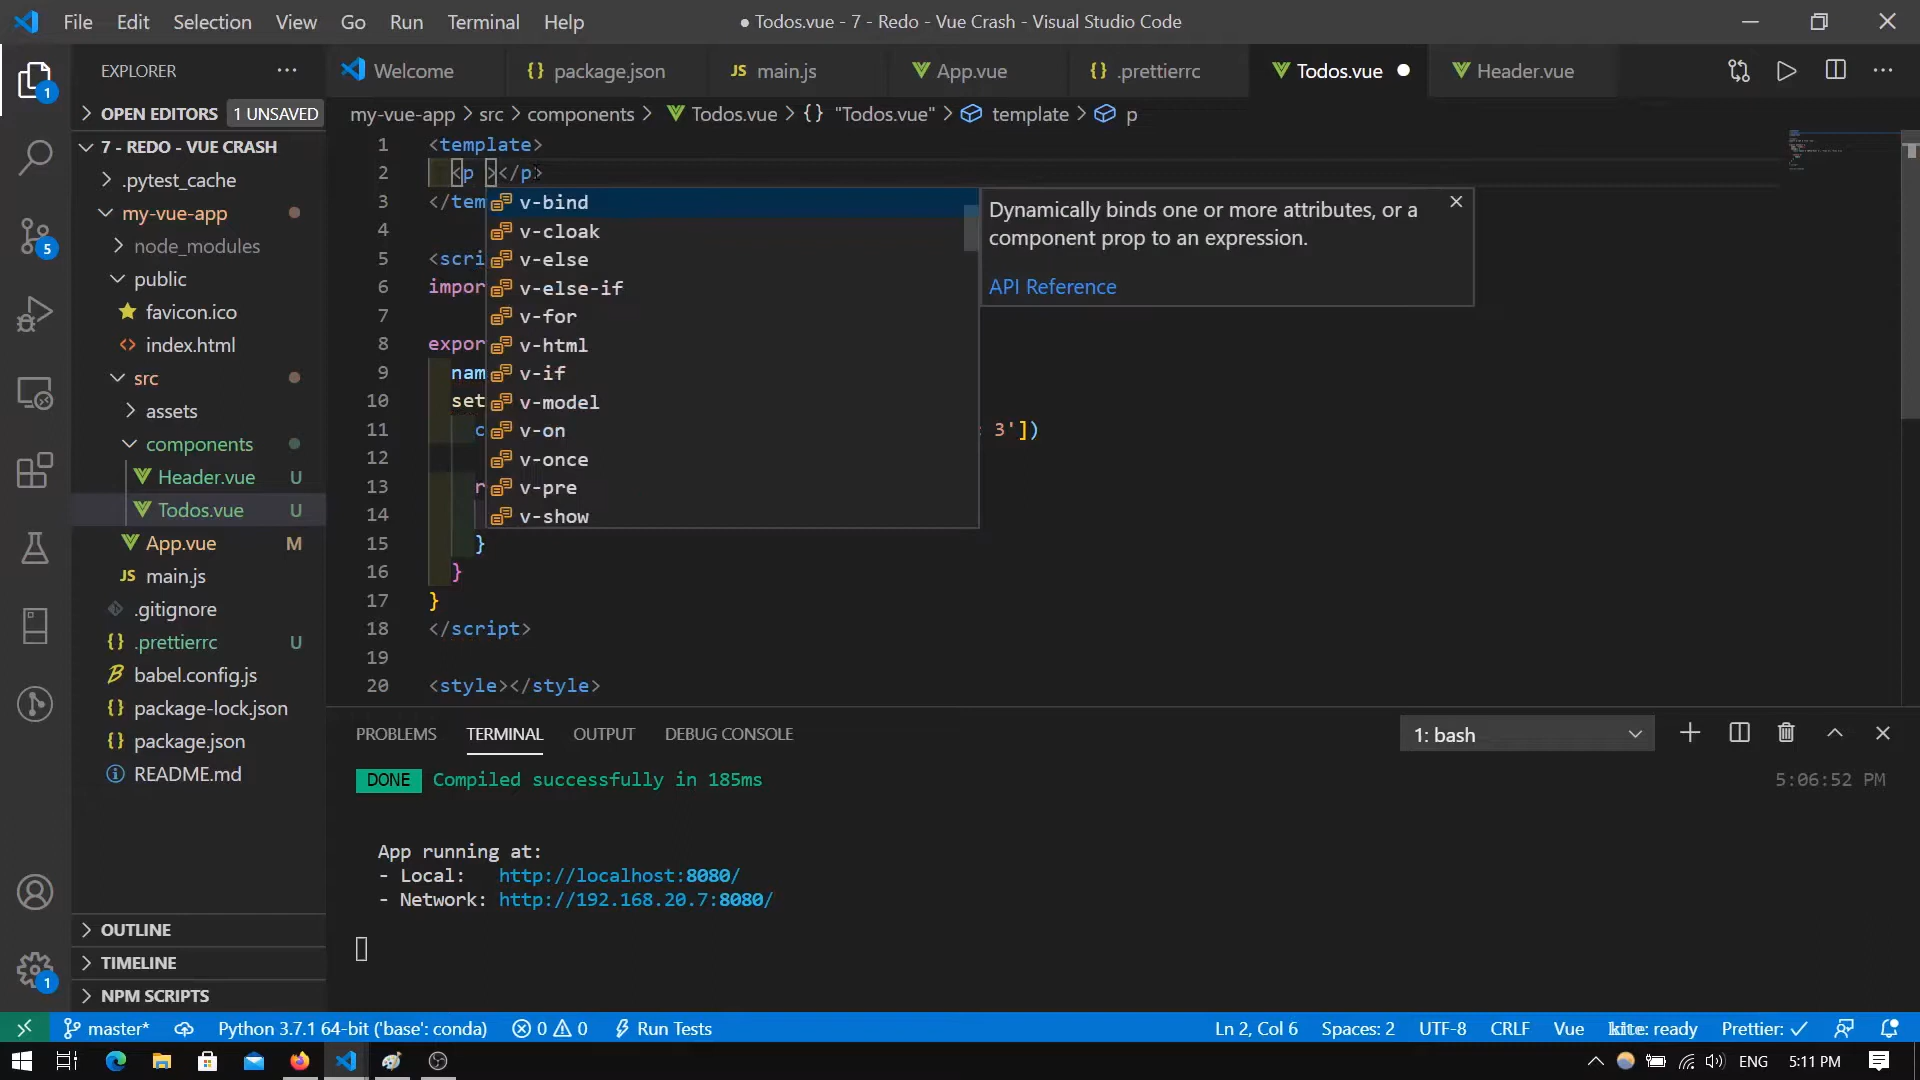 File Edit Selection View Go Run Terminal Help
● Todos.vue - 7 - Redo - Vue Crash - Visual Studio Code
EXPLORER
Welcome
{} package.json
JS main.js
App.vue
{} .prettierrc
Todos.vue ●
Header.vue
OPEN EDITORS 1 UNSAVED
my-vue-app > src > components > Todos.vue > {} "Todos.vue" > template > p
7 - REDO - VUE CRASH
.pytest_cache
my-vue-app
node_modules
public
favicon.ico
<> index.html
src
assets
components
Header.vue U
Todos.vue U
App.vue M
JS main.js
.gitignore
{} .prettierrc U
babel.config.js
{} package-lock.json
{} package.json
README.md
OUTLINE
TIMELINE
NPM SCRIPTS
1
5
1
1 <template>
2 <p ></p>
3 </tem
4
5 <scri
6 impor
7
8 expor
9 nam
10 set
11 c 3'])
12
13 r
14
15 }
16 }
17 }
18 </script>
19
20 <style></style>
v-bind
v-cloak
v-else
v-else-if
v-for
v-html
v-if
v-model
v-on
v-once
v-pre
v-show
Dynamically binds one or more attributes, or a
component prop to an expression.
API Reference
PROBLEMS TERMINAL OUTPUT DEBUG CONSOLE
1: bash
DONE Compiled successfully in 185ms 5:06:52 PM
App running at:
- Local: http://localhost:8080/
- Network: http://192.168.20.7:8080/
master* Python 3.7.1 64-bit ('base': conda) 0 0 Run Tests
Ln 2, Col 6 Spaces: 2 UTF-8 CRLF Vue kite: ready Prettier: ✓
ENG 5:11 PM